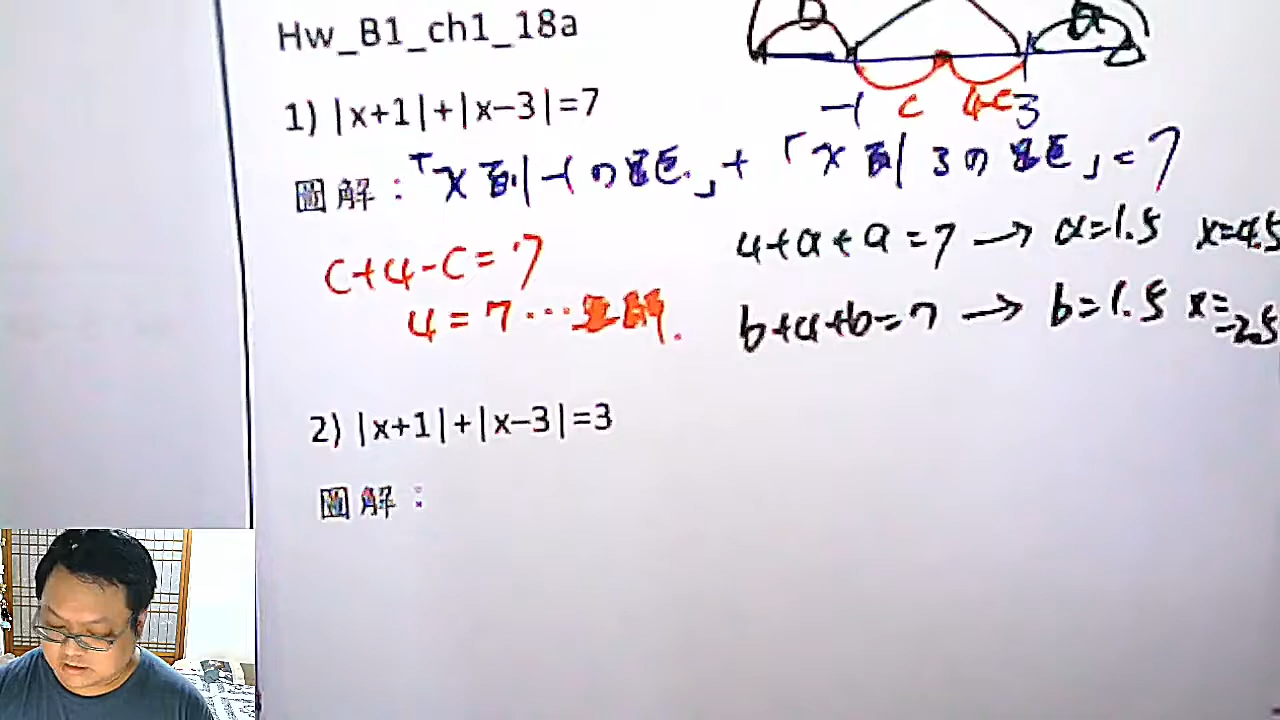 Hw_B1_ch1_18a
b a
-1 c 4-c 3
1) |x+1|+|x-3|=7
圖解：「x到-1の距」+「x到3の距」=7
c+4-c=7
4=7…無解.
4+a+a=7→a=1.5 x=4.5
b+4+b=7→b=1.5 x=-2.5
2) |x+1|+|x-3|=3
圖解：